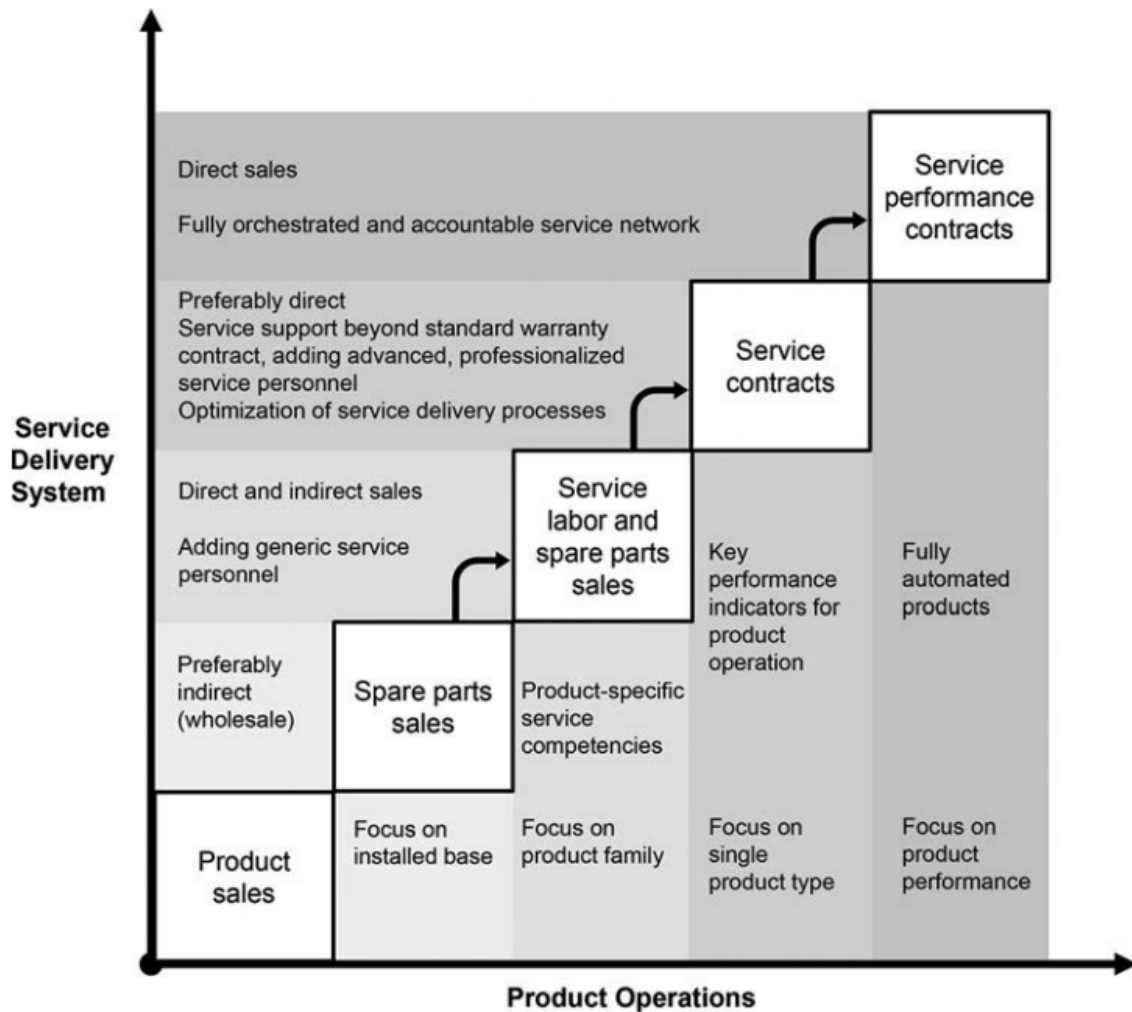 Direct sales
Fully orchestrated and accountable service network
Service
performance
contracts
Preferably direct
Service support beyond standard warranty
contract, adding advanced, professionalized
service personnel
Optimization of service delivery processes
Service
contracts
Service
Delivery
System
Direct and indirect sales
Adding generic service
personnel
Service
labor and
spare parts
sales
Key
performance
indicators for
product
operation
Fully
automated
products
Preferably
indirect
(wholesale)
Spare parts
sales
Product-specific
service
competencies
Product
sales
Focus on
installed base
Focus on
product family
Focus on
single
product type
Focus on
product
performance
Product Operations